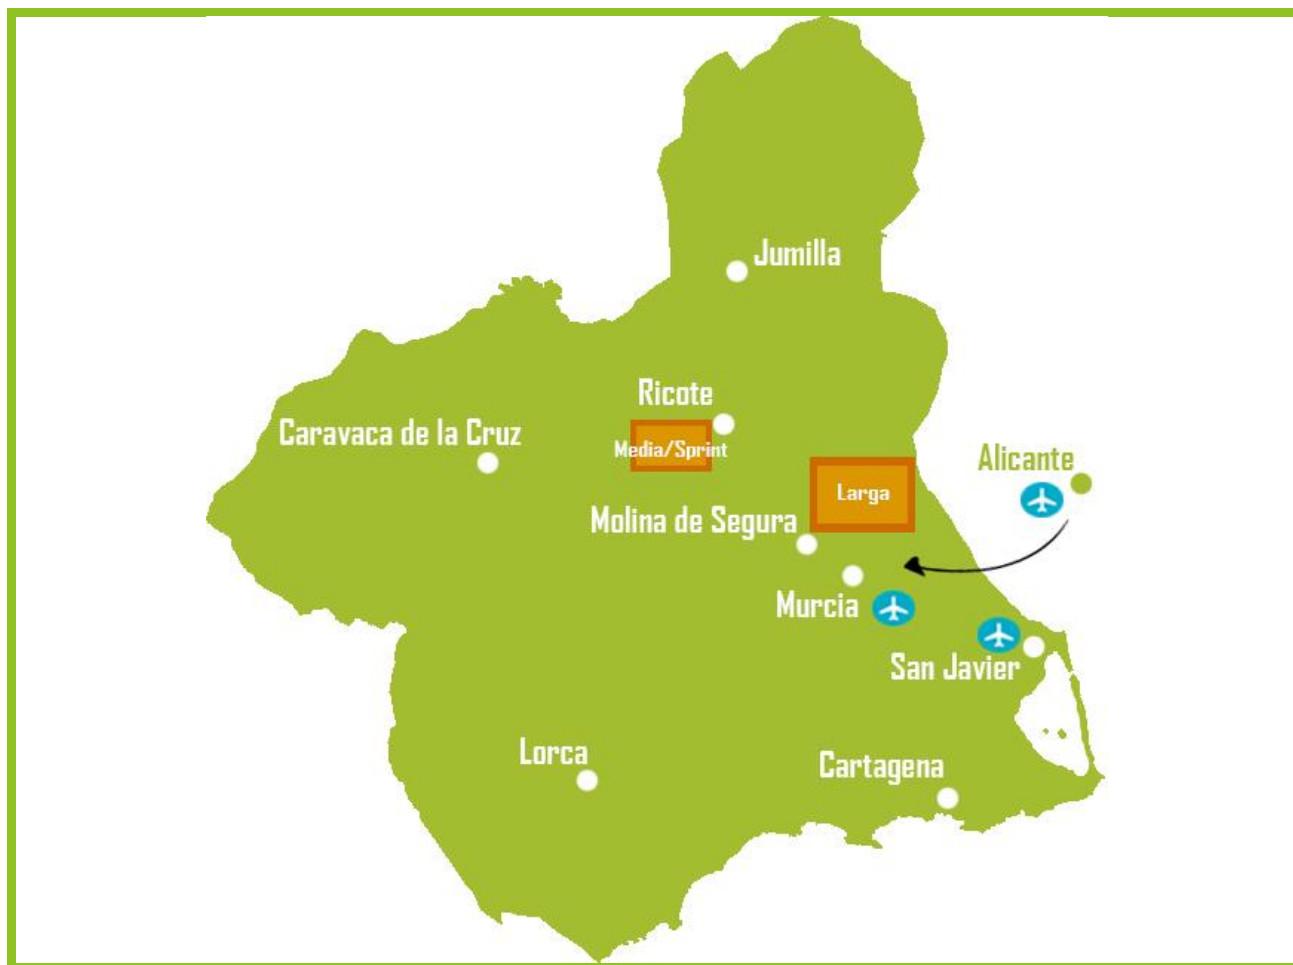 Jumilla
Ricote
Caravaca de la Cruz
Media/Sprint
Alicante
Larga
Molina de Segura
Murcia
San Javier
Lorca
Cartagena